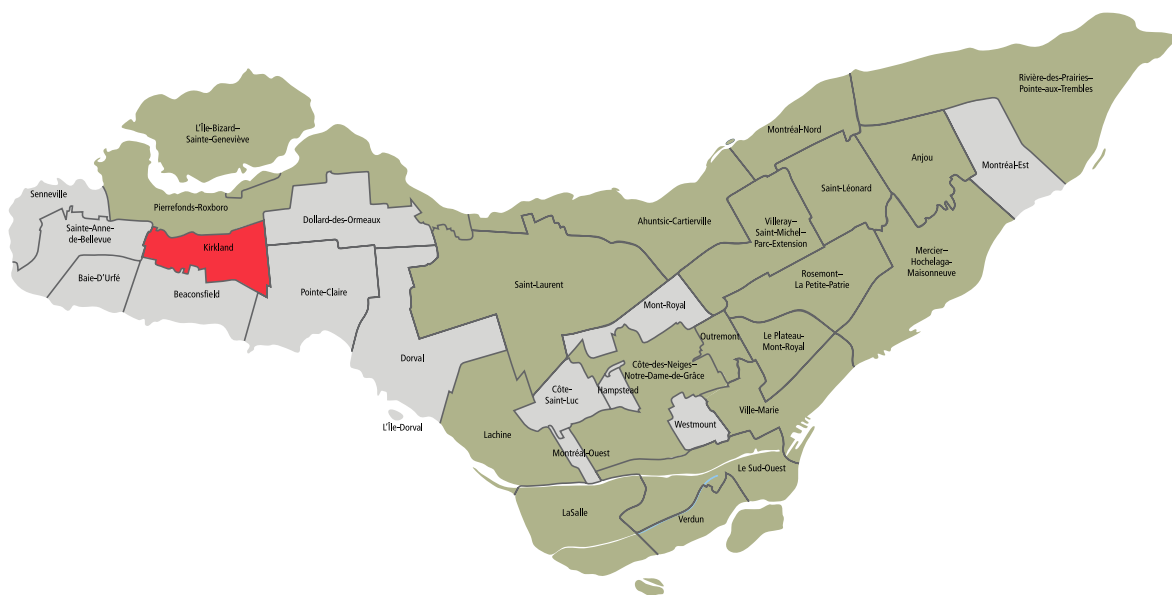 Rivière-des-Prairies–
Pointe-aux-Trembles
L'Île-Bizard–
Sainte-Geneviève
Montréal-Nord
Anjou
Montréal-Est
Senneville
Saint-Léonard
Pierrefonds-Roxboro
Dollard-des-Ormeaux
Ahuntsic-Cartierville
Villeray–
Saint-Michel–
Parc-Extension
Sainte-Anne-
de-Bellevue
Kirkland
Mercier–
Hochelaga–
Maisonneuve
Baie-D'Urfé
Beaconsfield
Pointe-Claire
Saint-Laurent
Rosemont–
La Petite-Patrie
Mont-Royal
Outremont
Le Plateau-
Mont-Royal
Dorval
Côte-des-Neiges–
Notre-Dame-de-Grâce
Côte-
Saint-Luc
Hampstead
Ville-Marie
L'Île-Dorval
Westmount
Lachine
Montréal-Ouest
Le Sud-Ouest
LaSalle
Verdun